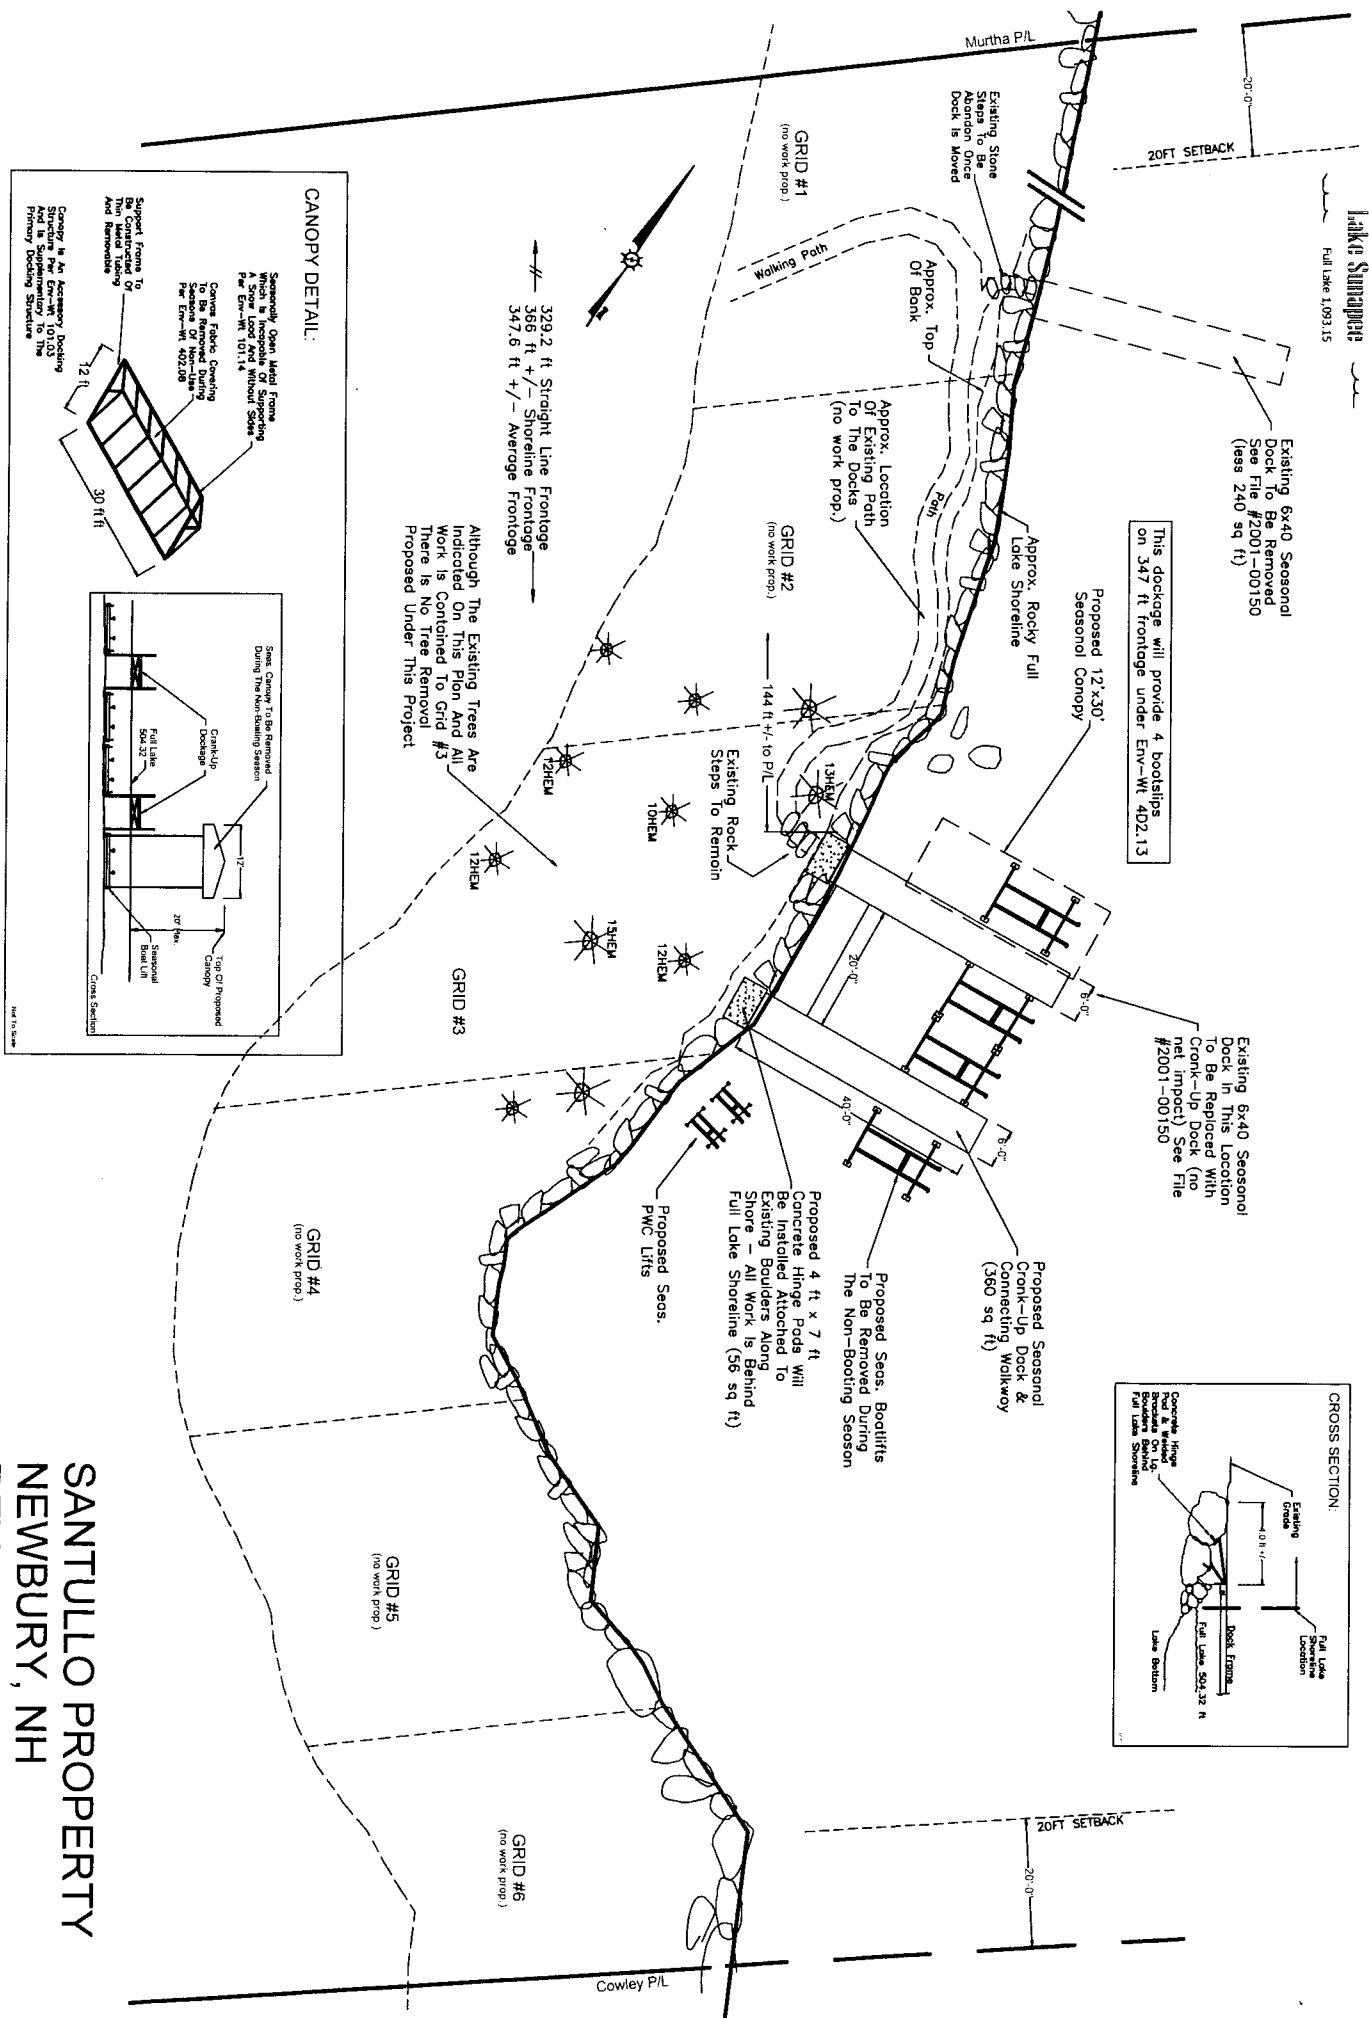 Lake Sunapee
Full Lake 1,093.15
Murtha P/L
20'-0"
20FT SETBACK
Existing Stone
Steps To Be
Abandon Once
Dock Is Moved
GRID #1
(no work prop.)
Walking Path
Approx. Top
Of Bank
Existing 6x40 Seasonal
Dock To Be Removed
See File #2001-00150
(less 240 sq ft)
This dockage will provide 4 boatslips
on 347 ft frontage under Env-Wt 402.13
Approx. Location
Of Existing Path
To The Docks
(no work prop.)
Path
Approx. Rocky Full
Lake Shoreline
Proposed 12'x30'
Seasonal Canopy
329.2 ft Straight Line Frontage
366 ft +/- Shoreline Frontage
347.6 ft +/- Average Frontage
GRID #2
(no work prop.)
144 ft +/- to P/L
Existing Rock
Steps To Remain
Although The Existing Trees Are
Indicated On This Plan And All
Work Is Contained To Grid #3
There Is No Tree Removal
Proposed Under This Project
13HEM
12HEM
10HEM
12HEM
15HEM
12HEM
GRID #3
20'-0"
6'-0"
6'-0"
40'-0"
Existing 6x40 Seasonal
Dock In This Location
To Be Replaced With
Crank-Up Dock (no
net impact) See File
#2001-00150
Proposed Seasonal
Crank-Up Dock &
Connecting Walkway
(360 sq ft)
Proposed Seas. Boatlifts
To Be Removed During
The Non-Boating Season
Proposed 4 ft x 7 ft
Concrete Hinge Pads Will
Be Installed Attached To
Existing Boulders Along
Shore - All Work Is Behind
Full Lake Shoreline (56 sq ft)
Proposed Seas.
PWC Lifts
GRID #4
(no work prop.)
GRID #5
(no work prop.)
GRID #6
(no work prop.)
20FT SETBACK
20'-0"
Cowley P/L
CROSS SECTION:
Existing
Grade
4.0 ft +/-
Full Lake
Shoreline
Location
Concrete Hinge
Pad & Welded
Brackets On Lg.
Boulders Behind
Full Lake Shoreline
Dock Frame
Full Lake 504.32 ft
Lake Bottom
CANOPY DETAIL:
Seasonally Open Metal Frame
Which Is Incapable Of Supporting
A Snow Load And Without Sides
Per Env-Wt 101.14
Canvas Fabric Covering
To Be Removed During
Seasons Of Non-Use
Per Env-Wt 402.08
Support Frame To
Be Constructed Of
Thin Metal Tubing
And Removable
Canopy Is An Accessory Docking
Structure Per Env-Wt 101.03
And Is Supplementary To The
Primary Docking Structure
12 ft
30 ft ft
Seas. Canopy To Be Removed
During The Non-Boating Season
Crank-Up
Dockage
Full Lake
504.32
12'
20' Max.
Top Of Proposed
Canopy
Seasonal
Boat Lift
Cross Section
Not To Scale
SANTULLO PROPERTY
NEWBURY, NH